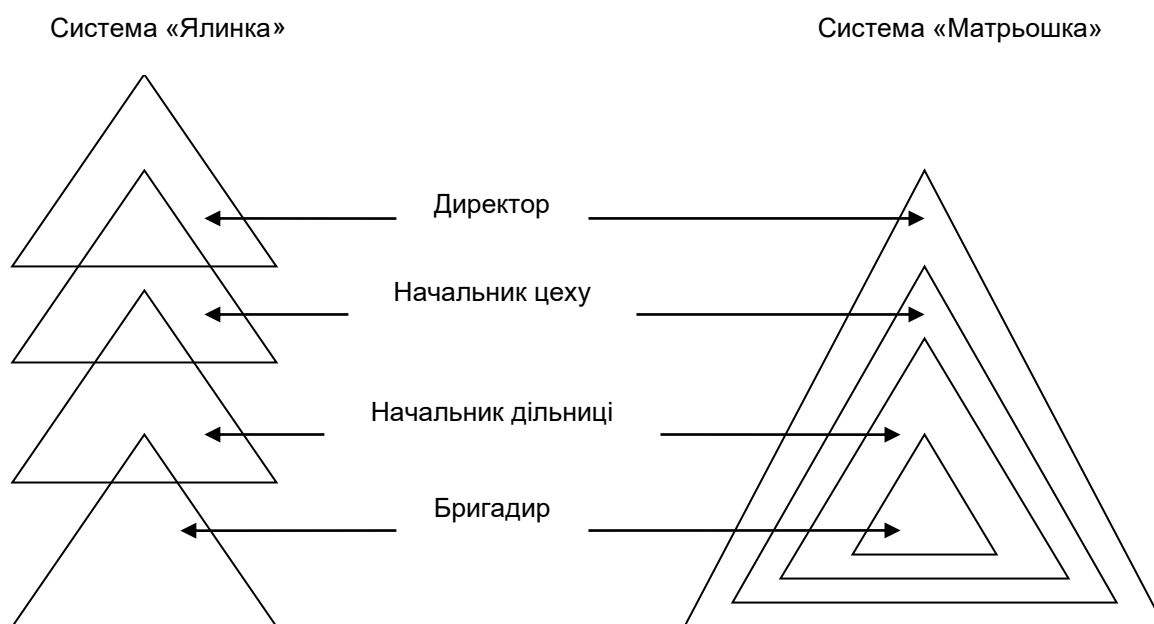 Система «Ялинка»
Система «Матрьошка»
Директор
Начальник цеху
Начальник дільниці
Бригадир